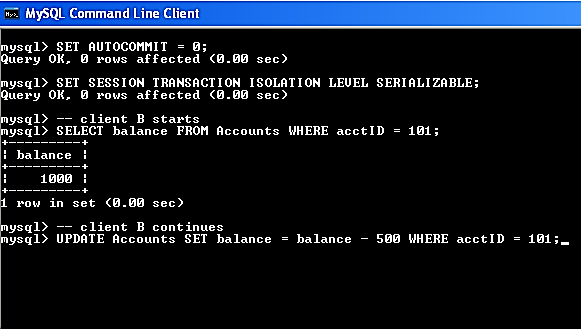 MySQL Command Line Client
mysql> SET AUTOCOMMIT = 0;
Query OK, 0 rows affected (0.00 sec)
mysql> SET SESSION TRANSACTION ISOLATION LEVEL SERIALIZABLE;
Query OK, 0 rows affected (0.00 sec)
mysql> -- client B starts
mysql> SELECT balance FROM Accounts WHERE acctID = 101;
+---------+
| balance |
+---------+
|    1000 |
+---------+
1 row in set (0.00 sec)
mysql> -- client B continues
mysql> UPDATE Accounts SET balance = balance - 500 WHERE acctID = 101;_